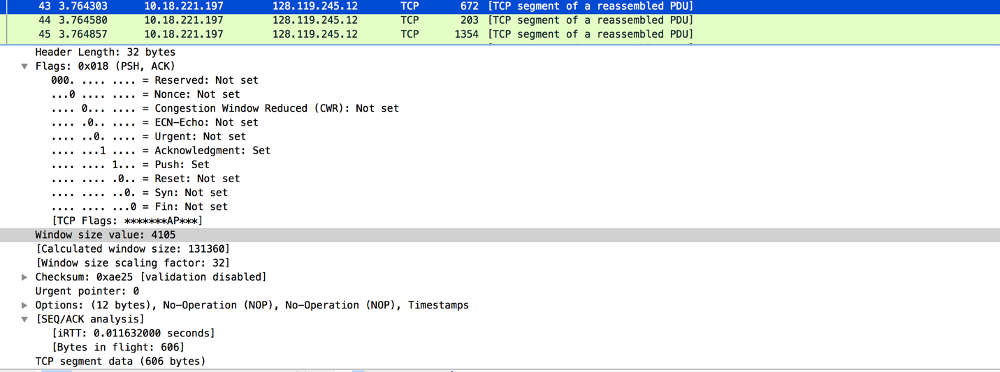 43 3.764303 10.18.221.197 128.119.245.12 TCP 672 [TCP segment of a reassembled PDU]
44 3.764580 10.18.221.197 128.119.245.12 TCP 203 [TCP segment of a reassembled PDU]
45 3.764857 10.18.221.197 128.119.245.12 TCP 1354 [TCP segment of a reassembled PDU]
Header Length: 32 bytes
Flags: 0x018 (PSH, ACK)
000. .... .... = Reserved: Not set
...0 .... .... = Nonce: Not set
.... 0... .... = Congestion Window Reduced (CWR): Not set
.... .0.. .... = ECN-Echo: Not set
.... ..0. .... = Urgent: Not set
.... ...1 .... = Acknowledgment: Set
.... .... 1... = Push: Set
.... .... .0.. = Reset: Not set
.... .... ..0. = Syn: Not set
.... .... ...0 = Fin: Not set
[TCP Flags: *******AP***]
Window size value: 4105
[Calculated window size: 131360]
[Window size scaling factor: 32]
Checksum: 0xae25 [validation disabled]
Urgent pointer: 0
Options: (12 bytes), No-Operation (NOP), No-Operation (NOP), Timestamps
[SEQ/ACK analysis]
[iRTT: 0.011632000 seconds]
[Bytes in flight: 606]
TCP segment data (606 bytes)